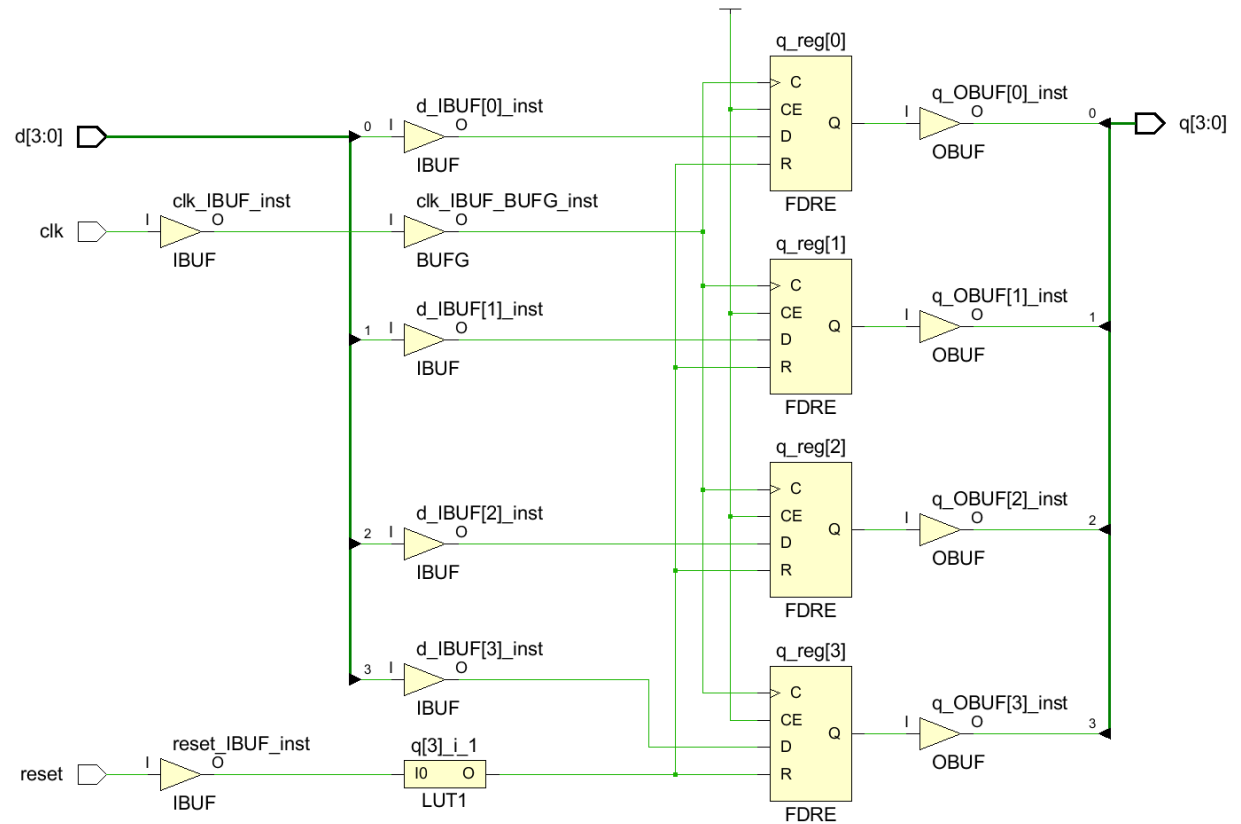 q_reg[0]
C
d_IBUF[0]_inst
q_OBUF[0]_inst
CE
d[3:0]
0
I
O
D
Q
I
O
0
q[3:0]
IBUF
R
OBUF
FDRE
clk_IBUF_inst
clk_IBUF_BUFG_inst
clk
I
O
I
O
IBUF
BUFG
q_reg[1]
C
d_IBUF[1]_inst
q_OBUF[1]_inst
CE
1
I
O
D
Q
I
O
1
IBUF
R
OBUF
FDRE
q_reg[2]
C
d_IBUF[2]_inst
q_OBUF[2]_inst
CE
2
I
O
D
Q
I
O
2
IBUF
R
OBUF
FDRE
d_IBUF[3]_inst
q_reg[3]
3
I
O
C
IBUF
q_OBUF[3]_inst
CE
Q
I
O
3
reset_IBUF_inst
q[3]_i_1
D
OBUF
reset
I
O
I0
O
R
IBUF
LUT1
FDRE